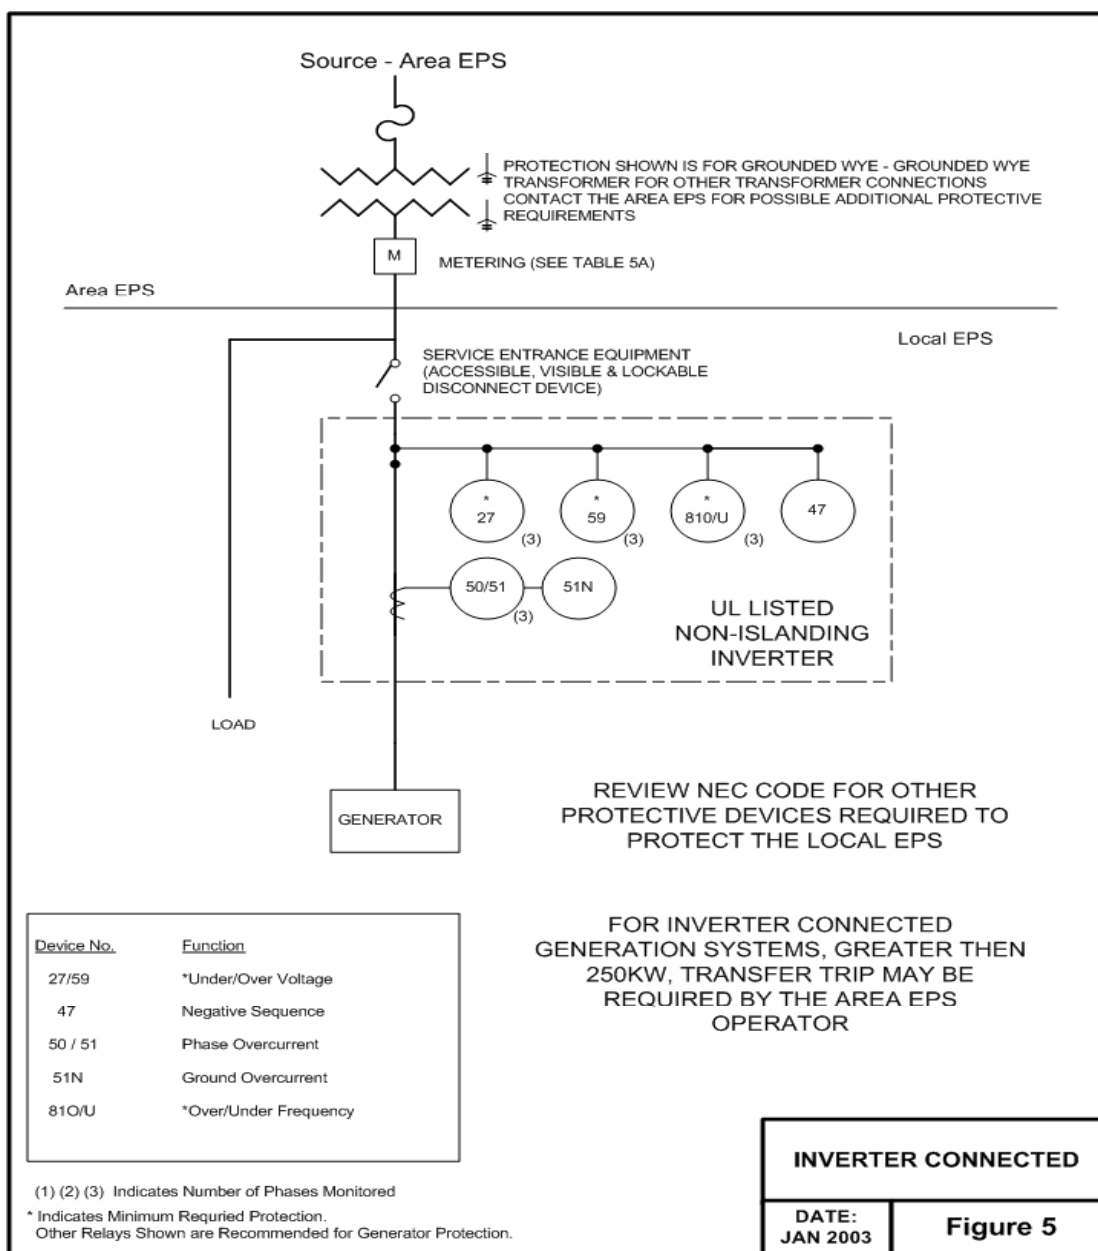 Source - Area EPS
PROTECTION SHOWN IS FOR GROUNDED WYE - GROUNDED WYE
TRANSFORMER FOR OTHER TRANSFORMER CONNECTIONS
CONTACT THE AREA EPS FOR POSSIBLE ADDITIONAL PROTECTIVE
REQUIREMENTS
M
METERING (SEE TABLE 5A)
Area EPS
Local EPS
SERVICE ENTRANCE EQUIPMENT
(ACCESSIBLE, VISIBLE & LOCKABLE
DISCONNECT DEVICE)
* 27 (3)
* 59 (3)
* 810/U (3)
47
50/51 (3)
51N
UL LISTED
NON-ISLANDING
INVERTER
LOAD
GENERATOR
REVIEW NEC CODE FOR OTHER
PROTECTIVE DEVICES REQUIRED TO
PROTECT THE LOCAL EPS
FOR INVERTER CONNECTED
GENERATION SYSTEMS, GREATER THEN
250KW, TRANSFER TRIP MAY BE
REQUIRED BY THE AREA EPS
OPERATOR
Device No. Function
27/59 *Under/Over Voltage
47 Negative Sequence
50 / 51 Phase Overcurrent
51N Ground Overcurrent
81O/U *Over/Under Frequency
(1) (2) (3) Indicates Number of Phases Monitored
* Indicates Minimum Requried Protection.
Other Relays Shown are Recommended for Generator Protection.
INVERTER CONNECTED
DATE:
JAN 2003
Figure 5